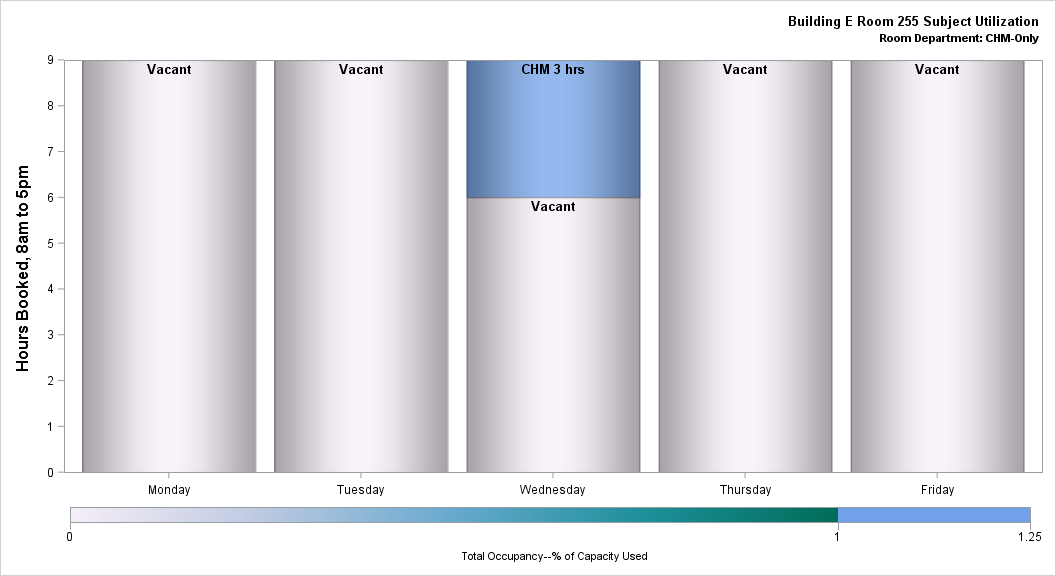 Building E Room 255 Subject Utilization
Room Department: CHM-Only
Hours Booked, 8am to 5pm
9
8
7
6
5
4
3
2
1
0
Vacant
Vacant
CHM 3 hrs
Vacant
Vacant
Vacant
Monday
Tuesday
Wednesday
Thursday
Friday
0
1
1.25
Total Occupancy--% of Capacity Used